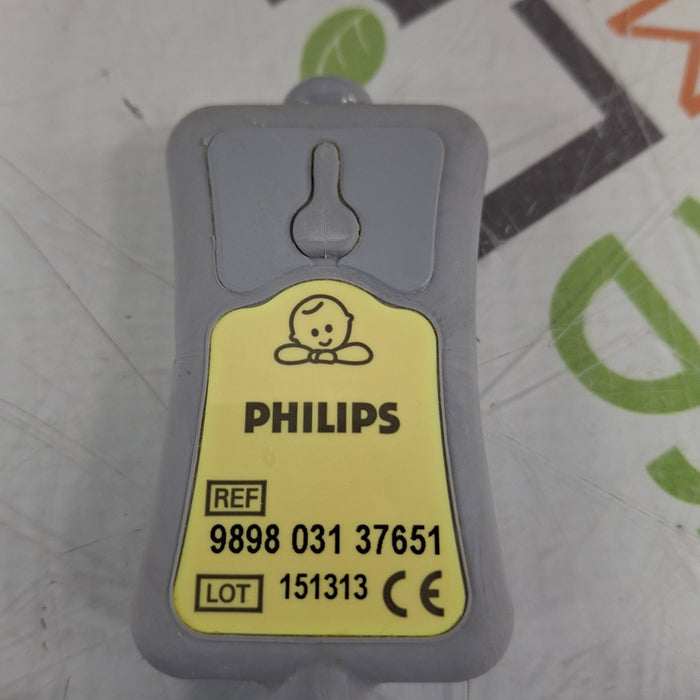 PHILIPS
REF
9898 031 37651
LOT 151313 CE